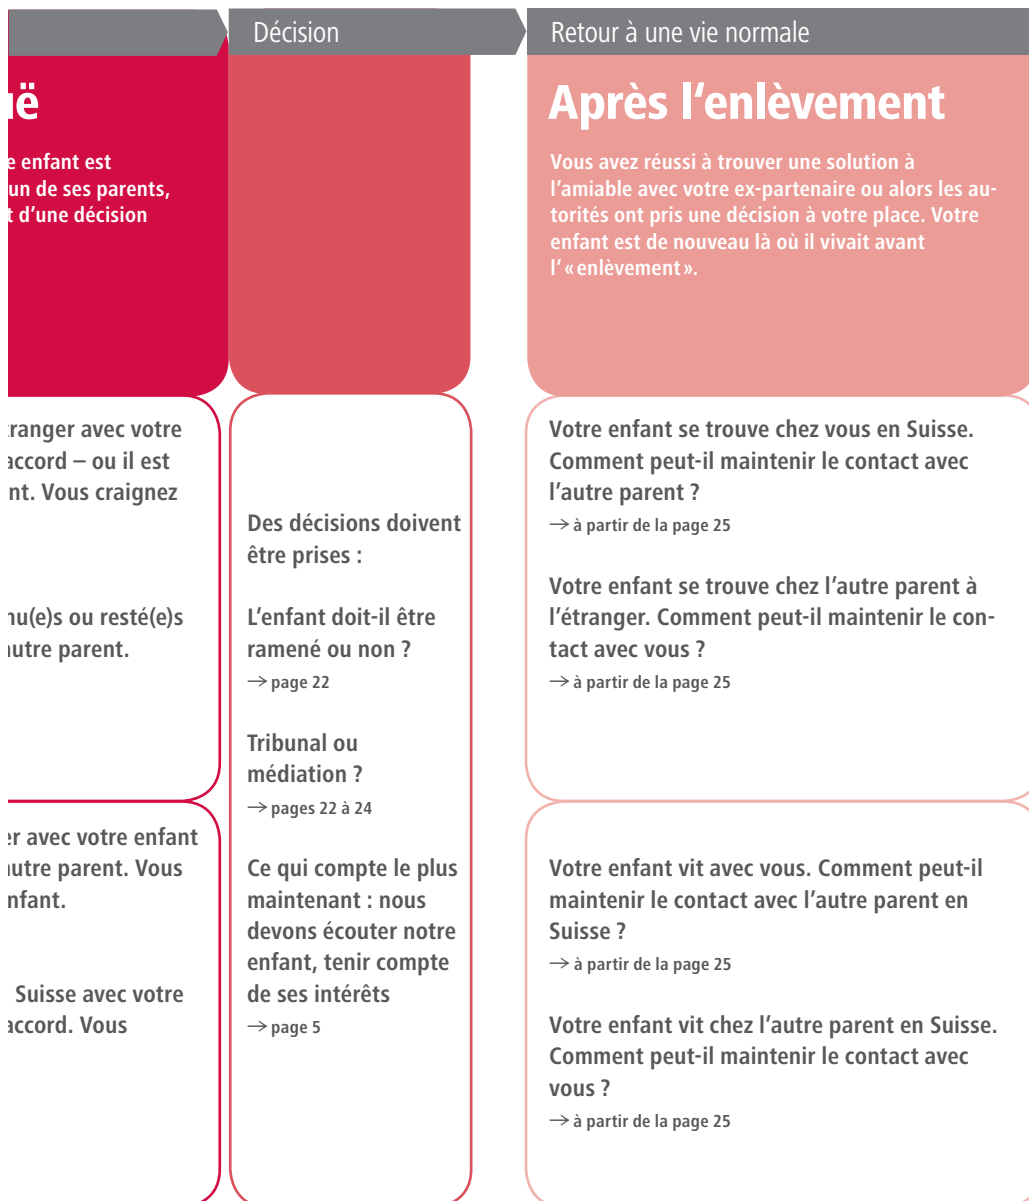 Décision
Retour à une vie normale
Après l'enlèvement
e enfant est
un de ses parents,
t d'une décision
Vous avez réussi à trouver une solution à
l'amiable avec votre ex-partenaire ou alors les au-
torités ont pris une décision à votre place. Votre
enfant est de nouveau là où il vivait avant
l'«enlèvement».
avec votre
accord – ou il est
Vous craignez
ou resté(e)s
autre parent.
avec votre enfant
autre parent. Vous
Suisse avec votre
accord. Vous
Des décisions doivent
être prises :
L'enfant doit-il être
ramené ou non ?
→ page 22
Tribunal ou
médiation ?
→ pages 22 à 24
Ce qui compte le plus
maintenant : nous
devons écouter notre
enfant, tenir compte
de ses intérêts
→ page 5
Votre enfant se trouve chez vous en Suisse.
Comment peut-il maintenir le contact avec
l'autre parent ?
→ à partir de la page 25
Votre enfant se trouve chez l'autre parent à
l'étranger. Comment peut-il maintenir le con-
tact avec vous ?
→ à partir de la page 25
Votre enfant vit avec vous. Comment peut-il
maintenir le contact avec l'autre parent en
Suisse ?
→ à partir de la page 25
Votre enfant vit chez l'autre parent en Suisse.
Comment peut-il maintenir le contact avec
vous ?
→ à partir de la page 25